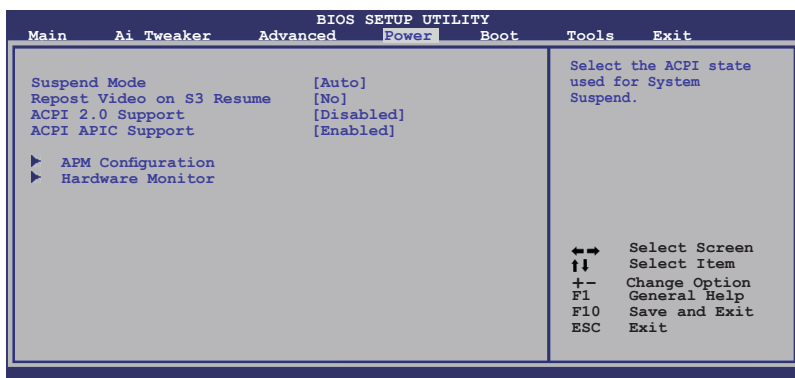 BIOS SETUP UTILITY
Main Ai Tweaker Advanced Power Boot Tools Exit
Suspend Mode [Auto]
Repost Video on S3 Resume [No]
ACPI 2.0 Support [Disabled]
ACPI APIC Support [Enabled]
APM Configuration
Hardware Monitor
Select the ACPI state
used for System
Suspend.
Select Screen
Select Item
+- Change Option
F1 General Help
F10 Save and Exit
ESC Exit